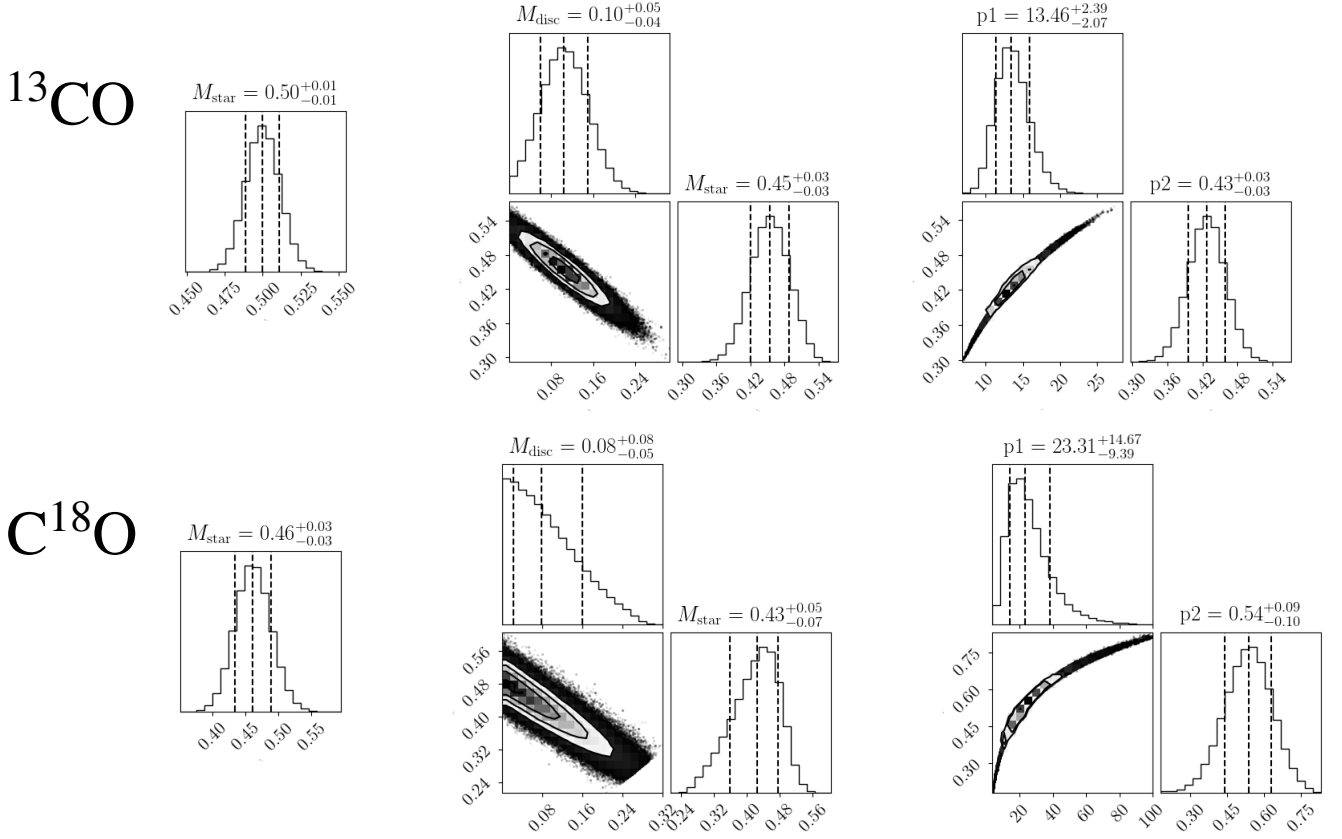 ¹³CO
M_star = 0.50^{+0.01}_{-0.01}
0.450 0.475 0.500 0.525 0.550
M_disc = 0.10^{+0.05}_{-0.04}
M_star = 0.45^{+0.03}_{-0.03}
0.54
0.48
0.42
0.36
0.30
0.08 0.16 0.24
0.30 0.36 0.42 0.48 0.54
p1 = 13.46^{+2.39}_{-2.07}
p2 = 0.43^{+0.03}_{-0.03}
0.54
0.48
0.42
0.36
0.30
10 15 20 25
0.30 0.36 0.42 0.48 0.54
C¹⁸O
M_star = 0.46^{+0.03}_{-0.03}
0.40 0.45 0.50 0.55
M_disc = 0.08^{+0.08}_{-0.05}
M_star = 0.43^{+0.05}_{-0.07}
0.56
0.48
0.40
0.32
0.24
0.08 0.16 0.24 0.32
0.24 0.32 0.40 0.48 0.56
p1 = 23.31^{+14.67}_{-9.39}
p2 = 0.54^{+0.09}_{-0.10}
0.75
0.60
0.45
0.30
20 40 60 80 100
0.30 0.45 0.60 0.75